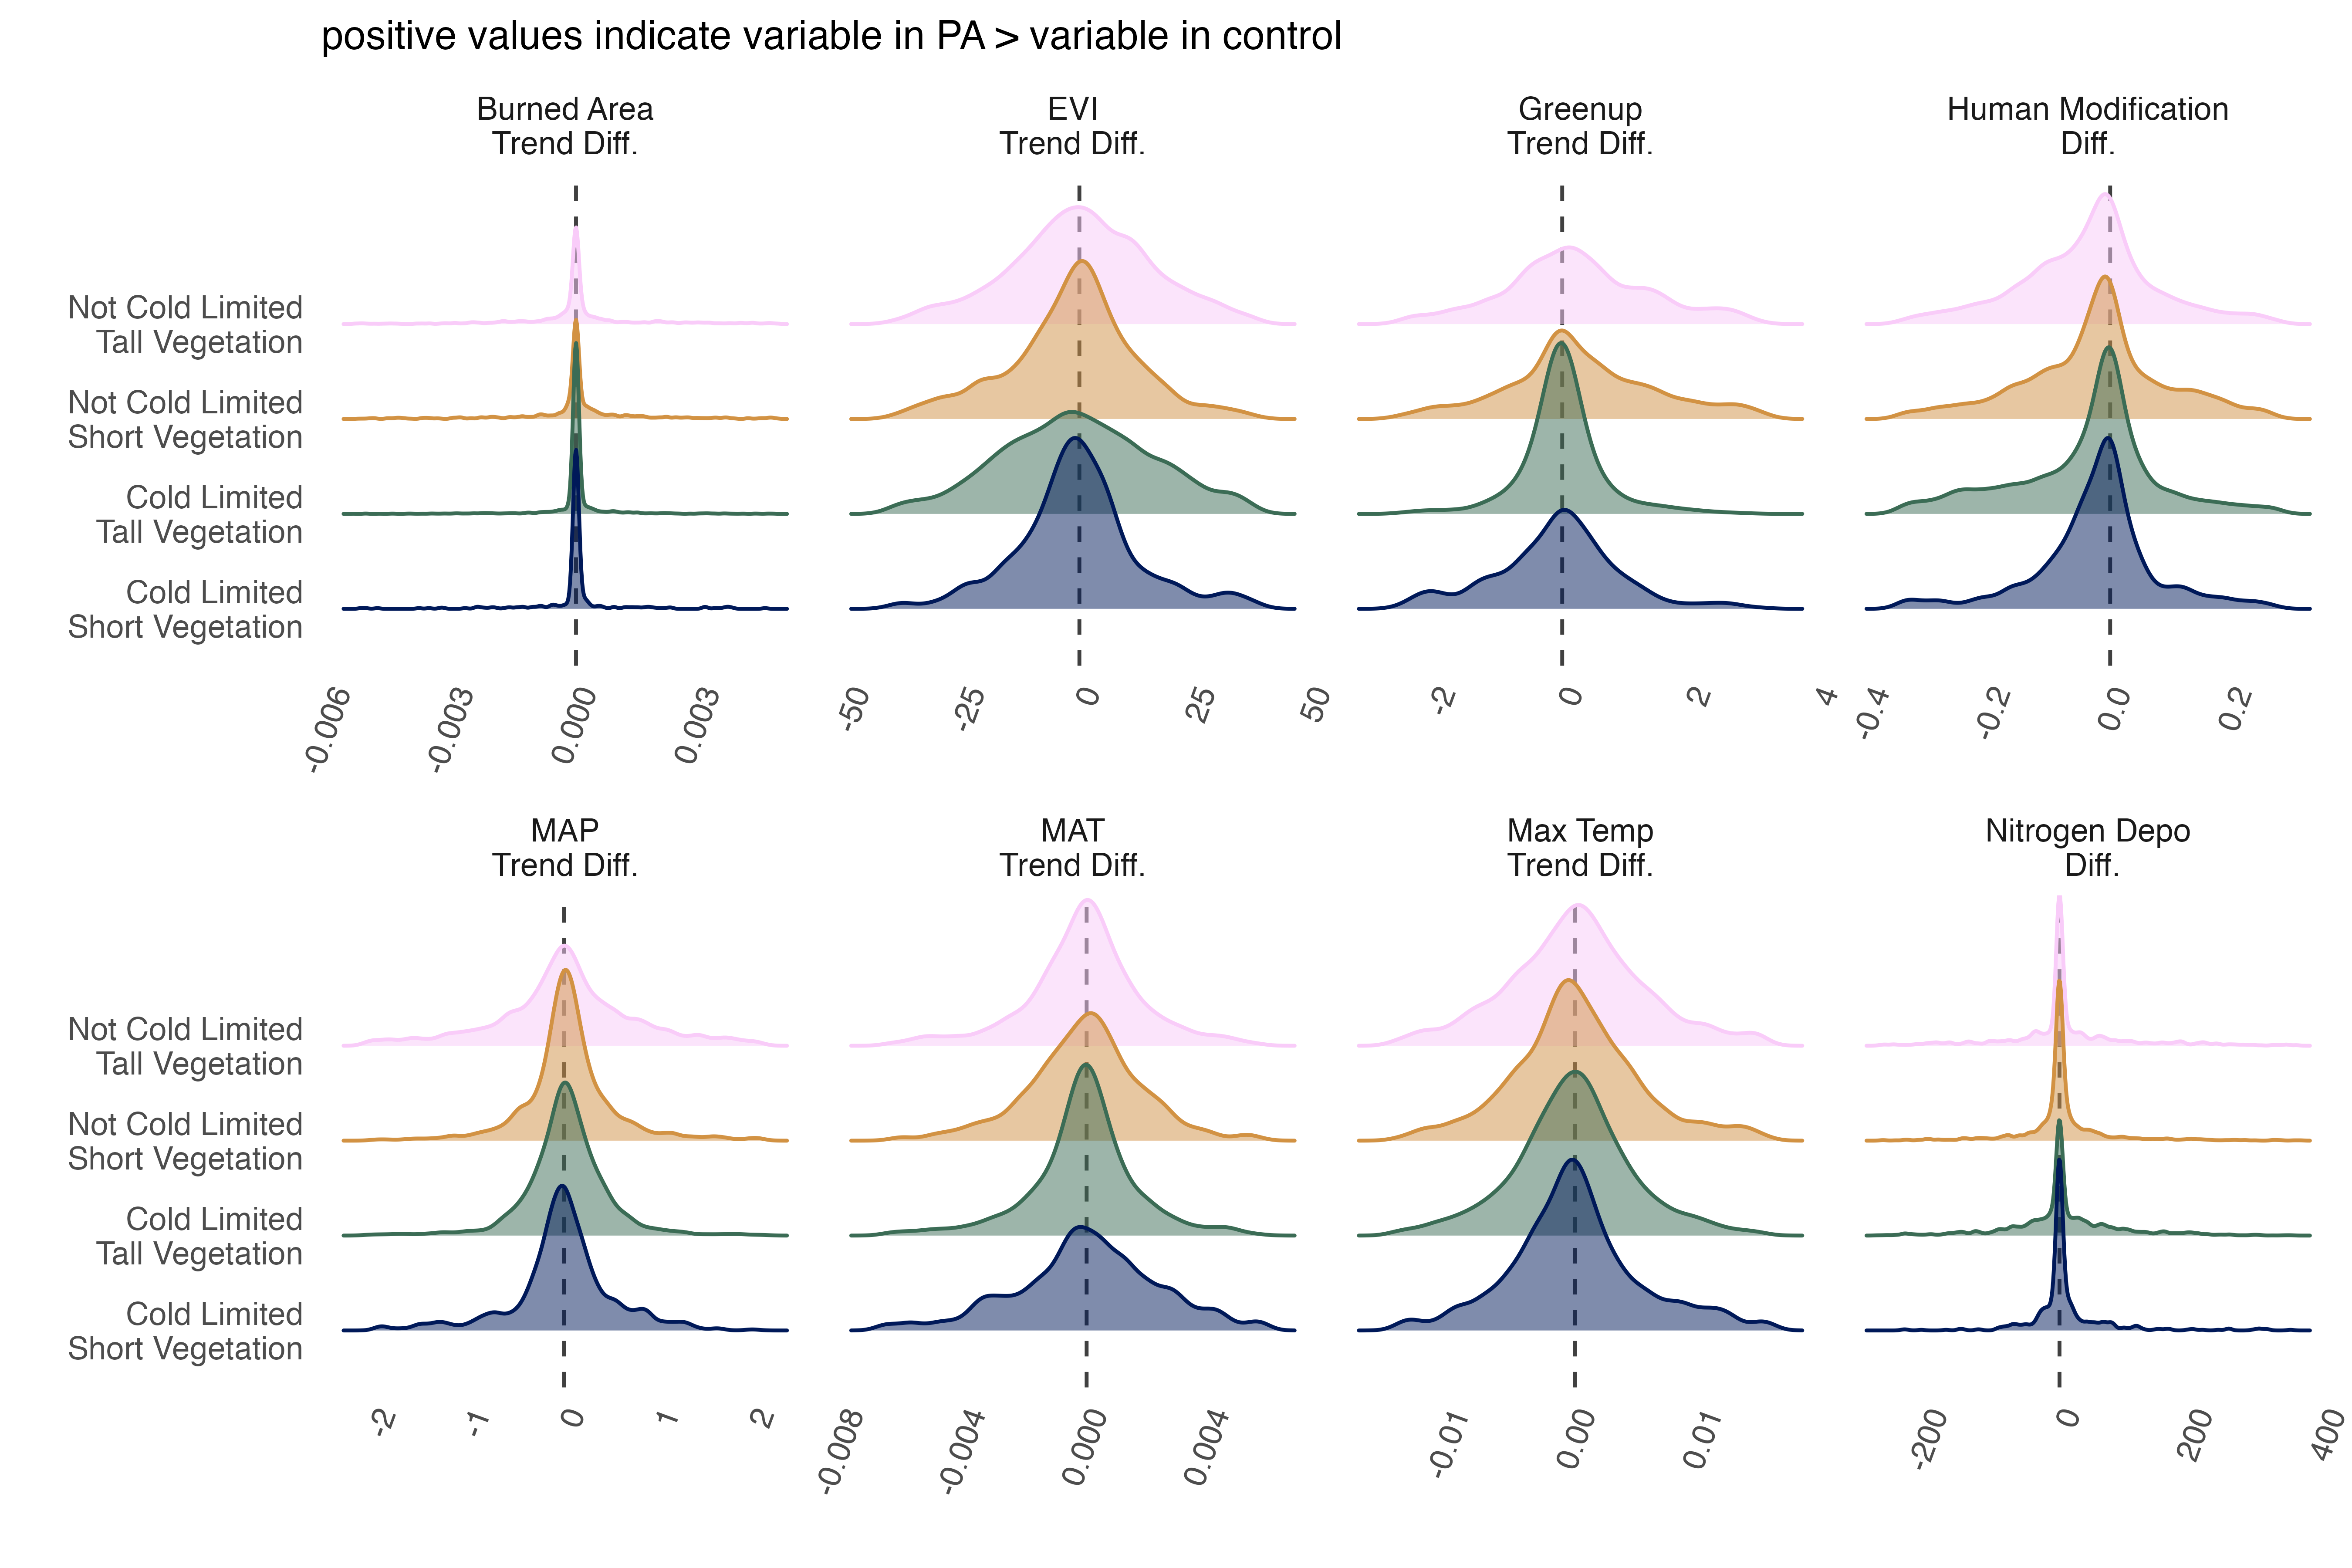 positive values indicate variable in PA > variable in control
Burned Area
Trend Diff.
EVI
Trend Diff.
Greenup
Trend Diff.
Human Modification
Diff.
Not Cold Limited
Tall Vegetation
Not Cold Limited
Short Vegetation
Cold Limited
Tall Vegetation
Cold Limited
Short Vegetation
-0.006 -0.003 0.000 0.003
-50 -25 0 25 50
-2 0 2 4
-0.4 -0.2 0.0 0.2
MAP
Trend Diff.
MAT
Trend Diff.
Max Temp
Trend Diff.
Nitrogen Depo
Diff.
Not Cold Limited
Tall Vegetation
Not Cold Limited
Short Vegetation
Cold Limited
Tall Vegetation
Cold Limited
Short Vegetation
-2 -1 0 1 2
-0.008 -0.004 0.000 0.004
-0.01 0.00 0.01
-200 0 200 400